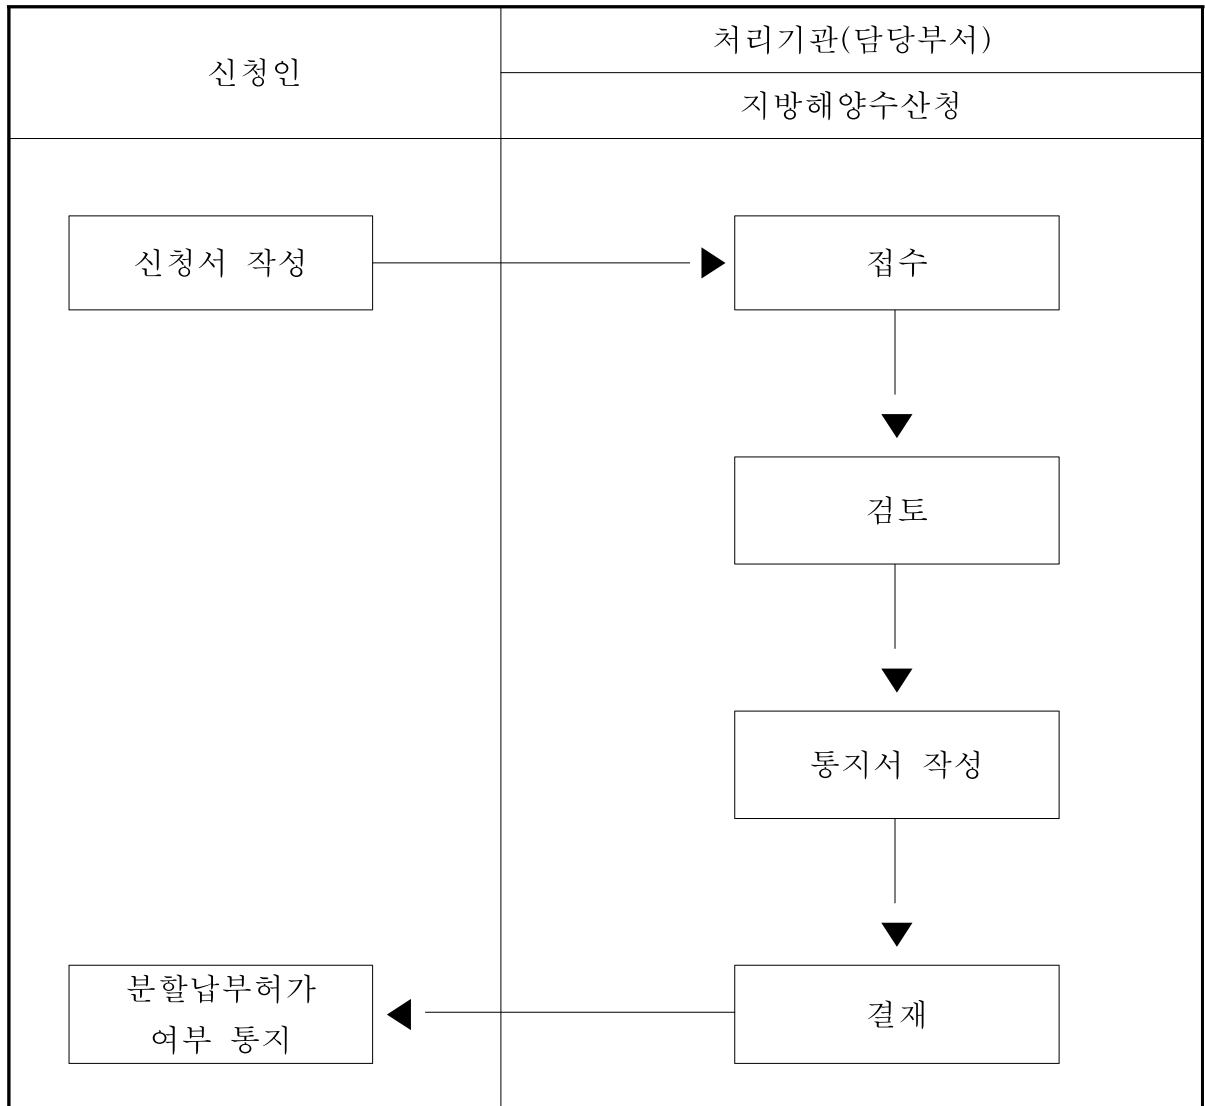 신청인
처리기관(담당부서)
지방해양수산청
신청서 작성
접수
검토
통지서 작성
결재
분할납부허가
여부 통지